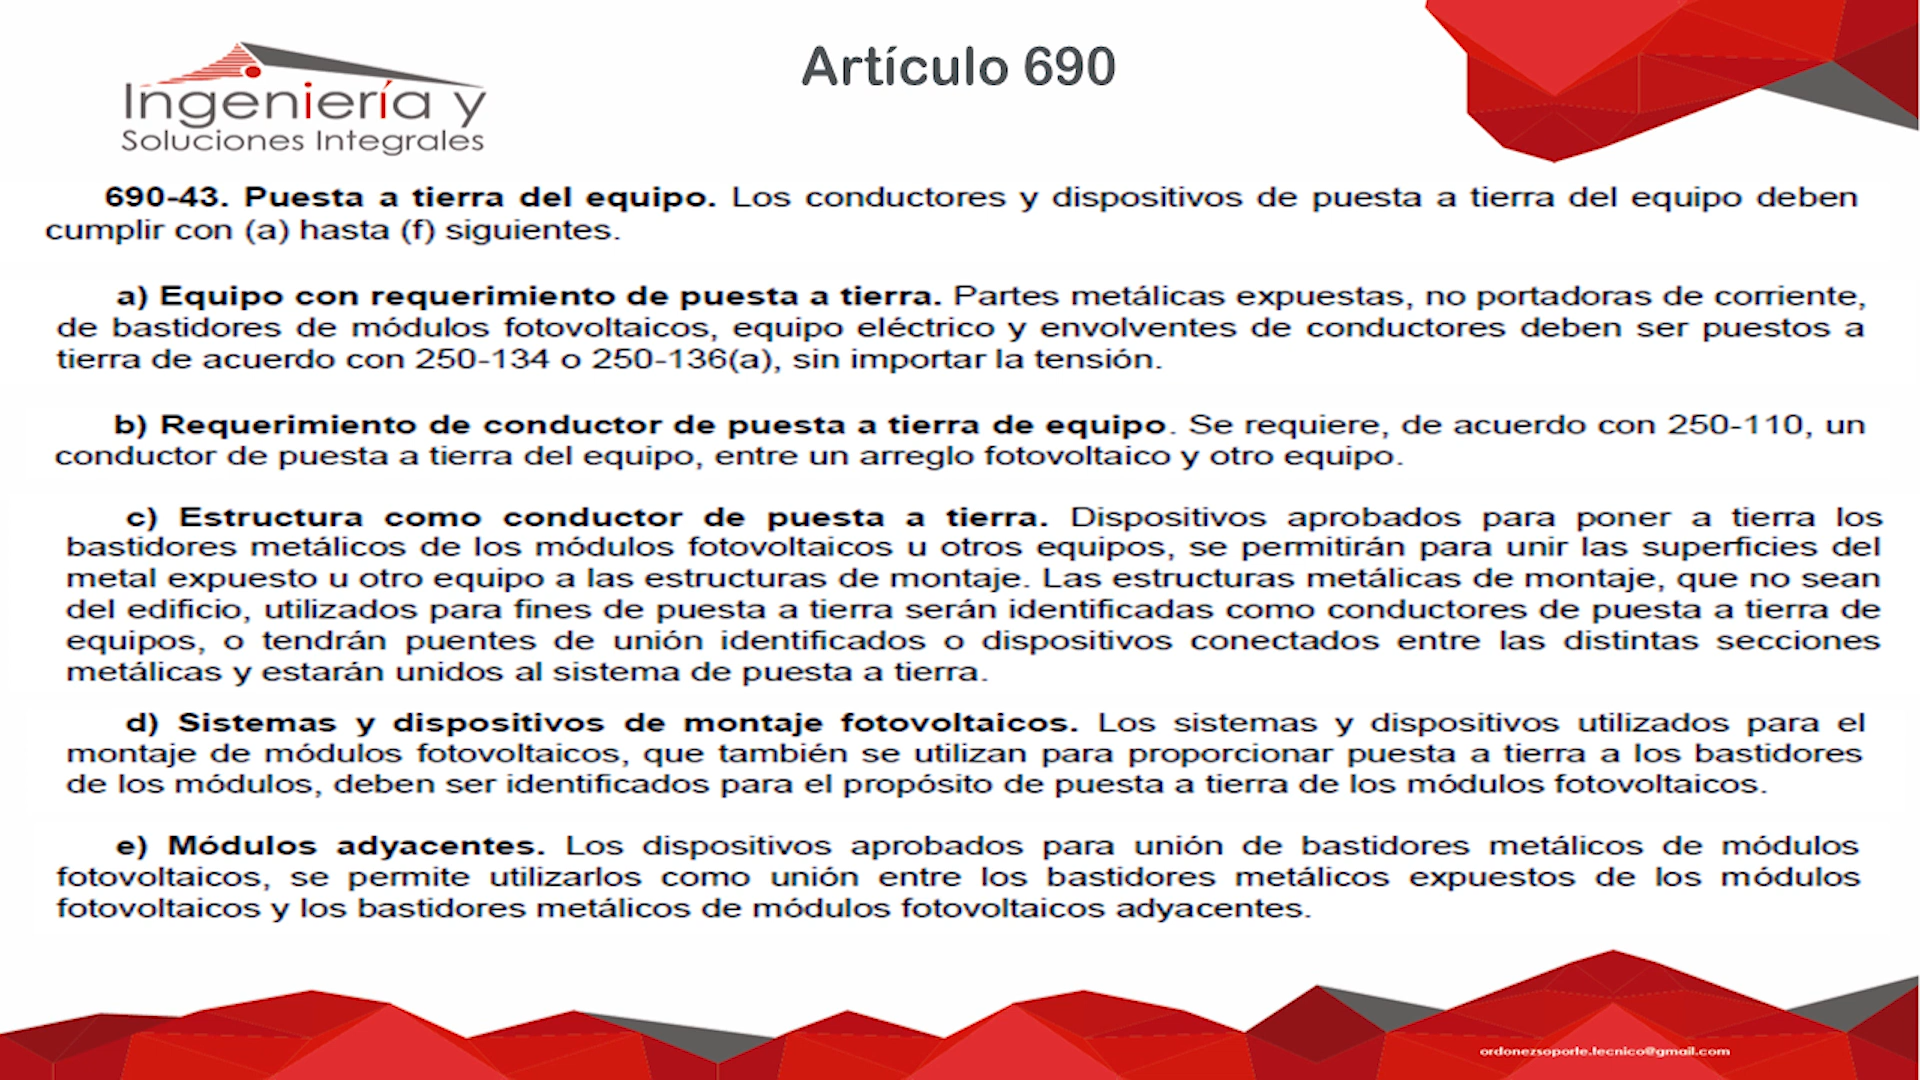 Artículo 690
Ingeniería y
Soluciones Integrales
690-43. Puesta a tierra del equipo. Los conductores y dispositivos de puesta a tierra del equipo deben
cumplir con (a) hasta (f) siguientes.
a) Equipo con requerimiento de puesta a tierra. Partes metálicas expuestas, no portadoras de corriente,
de bastidores de módulos fotovoltaicos, equipo eléctrico y envolventes de conductores deben ser puestos a
tierra de acuerdo con 250-134 o 250-136(a), sin importar la tensión.
b) Requerimiento de conductor de puesta a tierra de equipo. Se requiere, de acuerdo con 250-110, un
conductor de puesta a tierra del equipo, entre un arreglo fotovoltaico y otro equipo.
c) Estructura como conductor de puesta a tierra. Dispositivos aprobados para poner a tierra los
bastidores metálicos de los módulos fotovoltaicos u otros equipos, se permitirán para unir las superficies del
metal expuesto u otro equipo a las estructuras de montaje. Las estructuras metálicas de montaje, que no sean
del edificio, utilizados para fines de puesta a tierra serán identificadas como conductores de puesta a tierra de
equipos, o tendrán puentes de unión identificados o dispositivos conectados entre las distintas secciones
metálicas y estarán unidos al sistema de puesta a tierra.
d) Sistemas y dispositivos de montaje fotovoltaicos. Los sistemas y dispositivos utilizados para el
montaje de módulos fotovoltaicos, que también se utilizan para proporcionar puesta a tierra a los bastidores
de los módulos, deben ser identificados para el propósito de puesta a tierra de los módulos fotovoltaicos.
e) Módulos adyacentes. Los dispositivos aprobados para unión de bastidores metálicos de módulos
fotovoltaicos, se permite utilizarlos como unión entre los bastidores metálicos expuestos de los módulos
fotovoltaicos y los bastidores metálicos de módulos fotovoltaicos adyacentes.
ordonezsoporte.tecnico@gmail.com